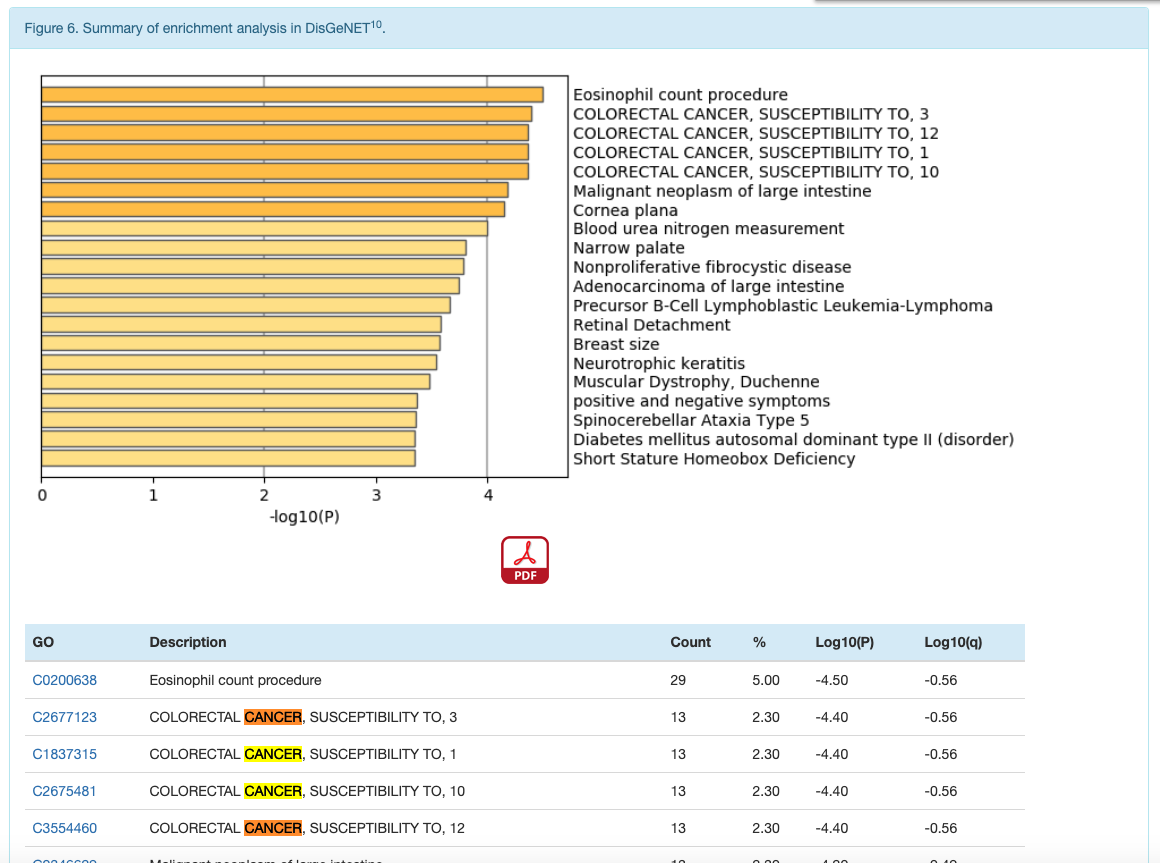 Figure 6. Summary of enrichment analysis in DisGeNET10.
Eosinophil count procedure
COLORECTAL CANCER, SUSCEPTIBILITY TO, 3
COLORECTAL CANCER, SUSCEPTIBILITY TO, 12
COLORECTAL CANCER, SUSCEPTIBILITY TO, 1
COLORECTAL CANCER, SUSCEPTIBILITY TO, 10
Malignant neoplasm of large intestine
Cornea plana
Blood urea nitrogen measurement
Narrow palate
Nonproliferative fibrocystic disease
Adenocarcinoma of large intestine
Precursor B-Cell Lymphoblastic Leukemia-Lymphoma
Retinal Detachment
Breast size
Neurotrophic keratitis
Muscular Dystrophy, Duchenne
positive and negative symptoms
Spinocerebellar Ataxia Type 5
Diabetes mellitus autosomal dominant type II (disorder)
Short Stature Homeobox Deficiency
0 1 2 3 4
-log10(P)
PDF
GO Description Count % Log10(P) Log10(q)
C0200638 Eosinophil count procedure 29 5.00 -4.50 -0.56
C2677123 COLORECTAL CANCER, SUSCEPTIBILITY TO, 3 13 2.30 -4.40 -0.56
C1837315 COLORECTAL CANCER, SUSCEPTIBILITY TO, 1 13 2.30 -4.40 -0.56
C2675481 COLORECTAL CANCER, SUSCEPTIBILITY TO, 10 13 2.30 -4.40 -0.56
C3554460 COLORECTAL CANCER, SUSCEPTIBILITY TO, 12 13 2.30 -4.40 -0.56
Malignant neoplasm of large intestine